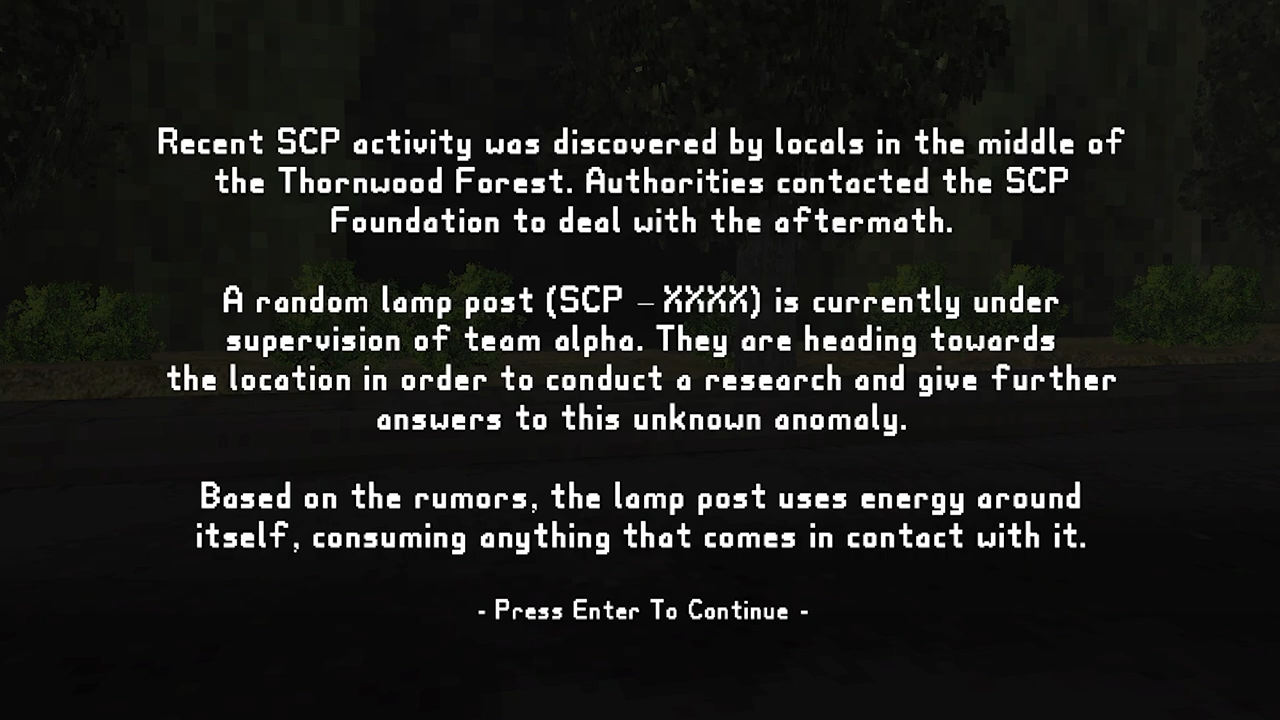 Recent SCP activity was discovered by locals in the middle of
the Thornwood Forest. Authorities contacted the SCP
Foundation to deal with the aftermath.
A random lamp post (SCP – XXXX) is currently under
supervision of team alpha. They are heading towards
the location in order to conduct a research and give further
answers to this unknown anomaly.
Based on the rumors, the lamp post uses energy around
itself, consuming anything that comes in contact with it.
- Press Enter To Continue -